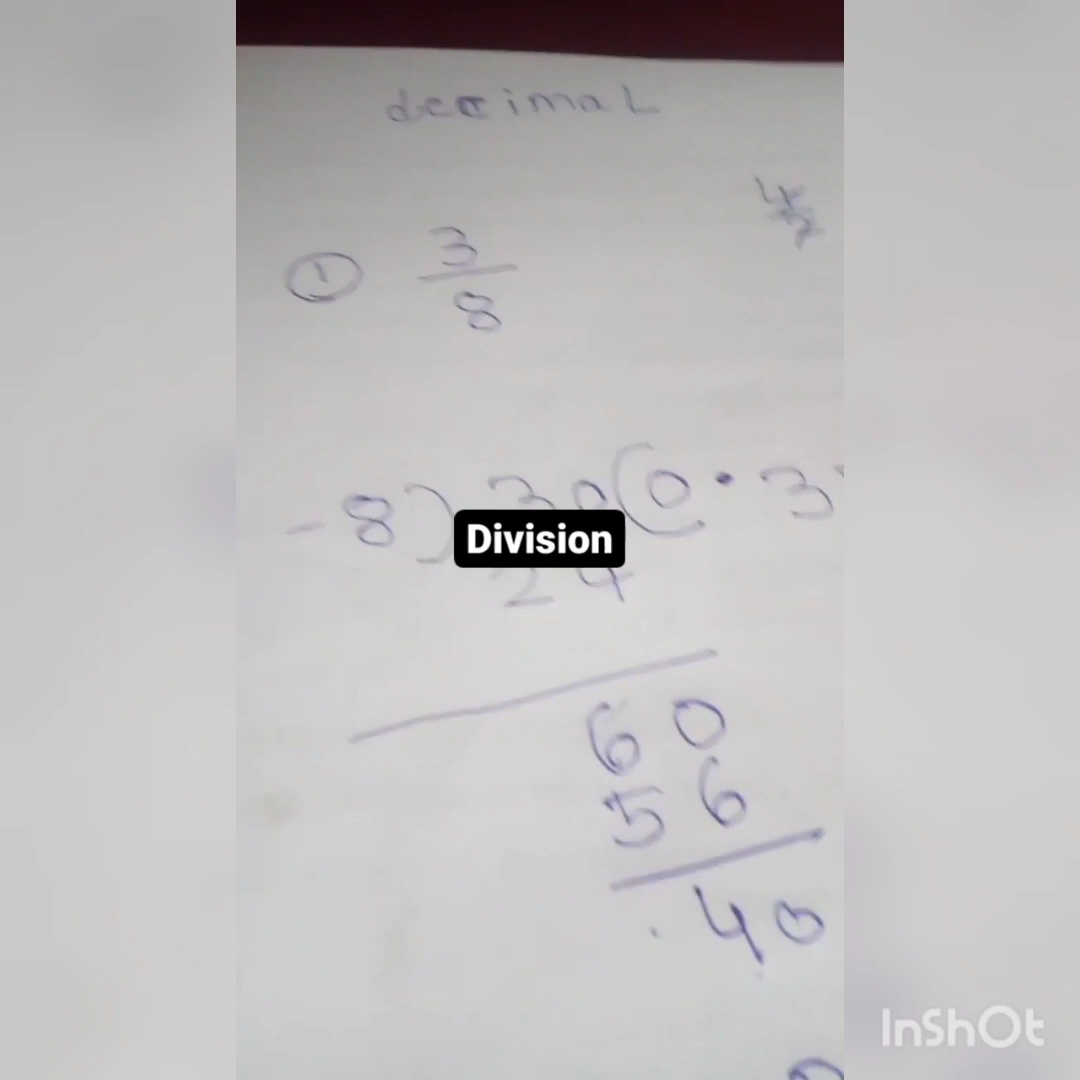 decimal
① 3/8
- 8) 30 (0.3
Division
24
60
56
40
InShOt